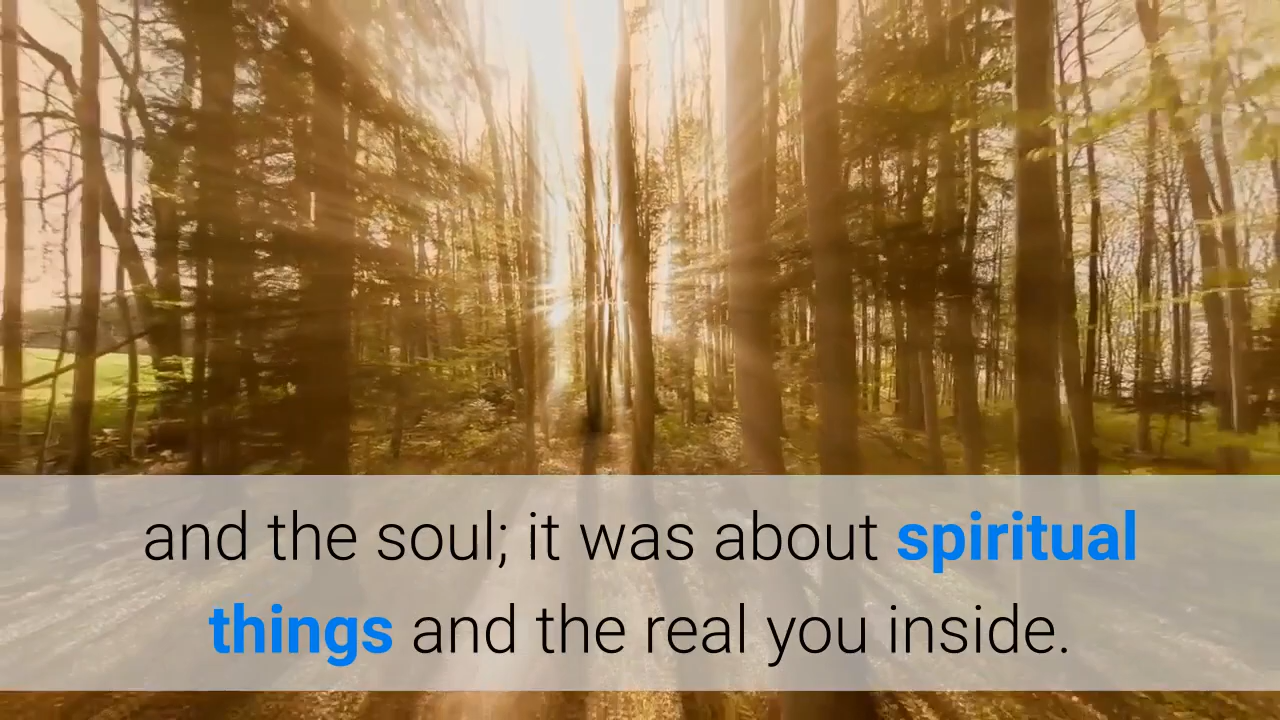 and the soul; it was about spiritual
things and the real you inside.